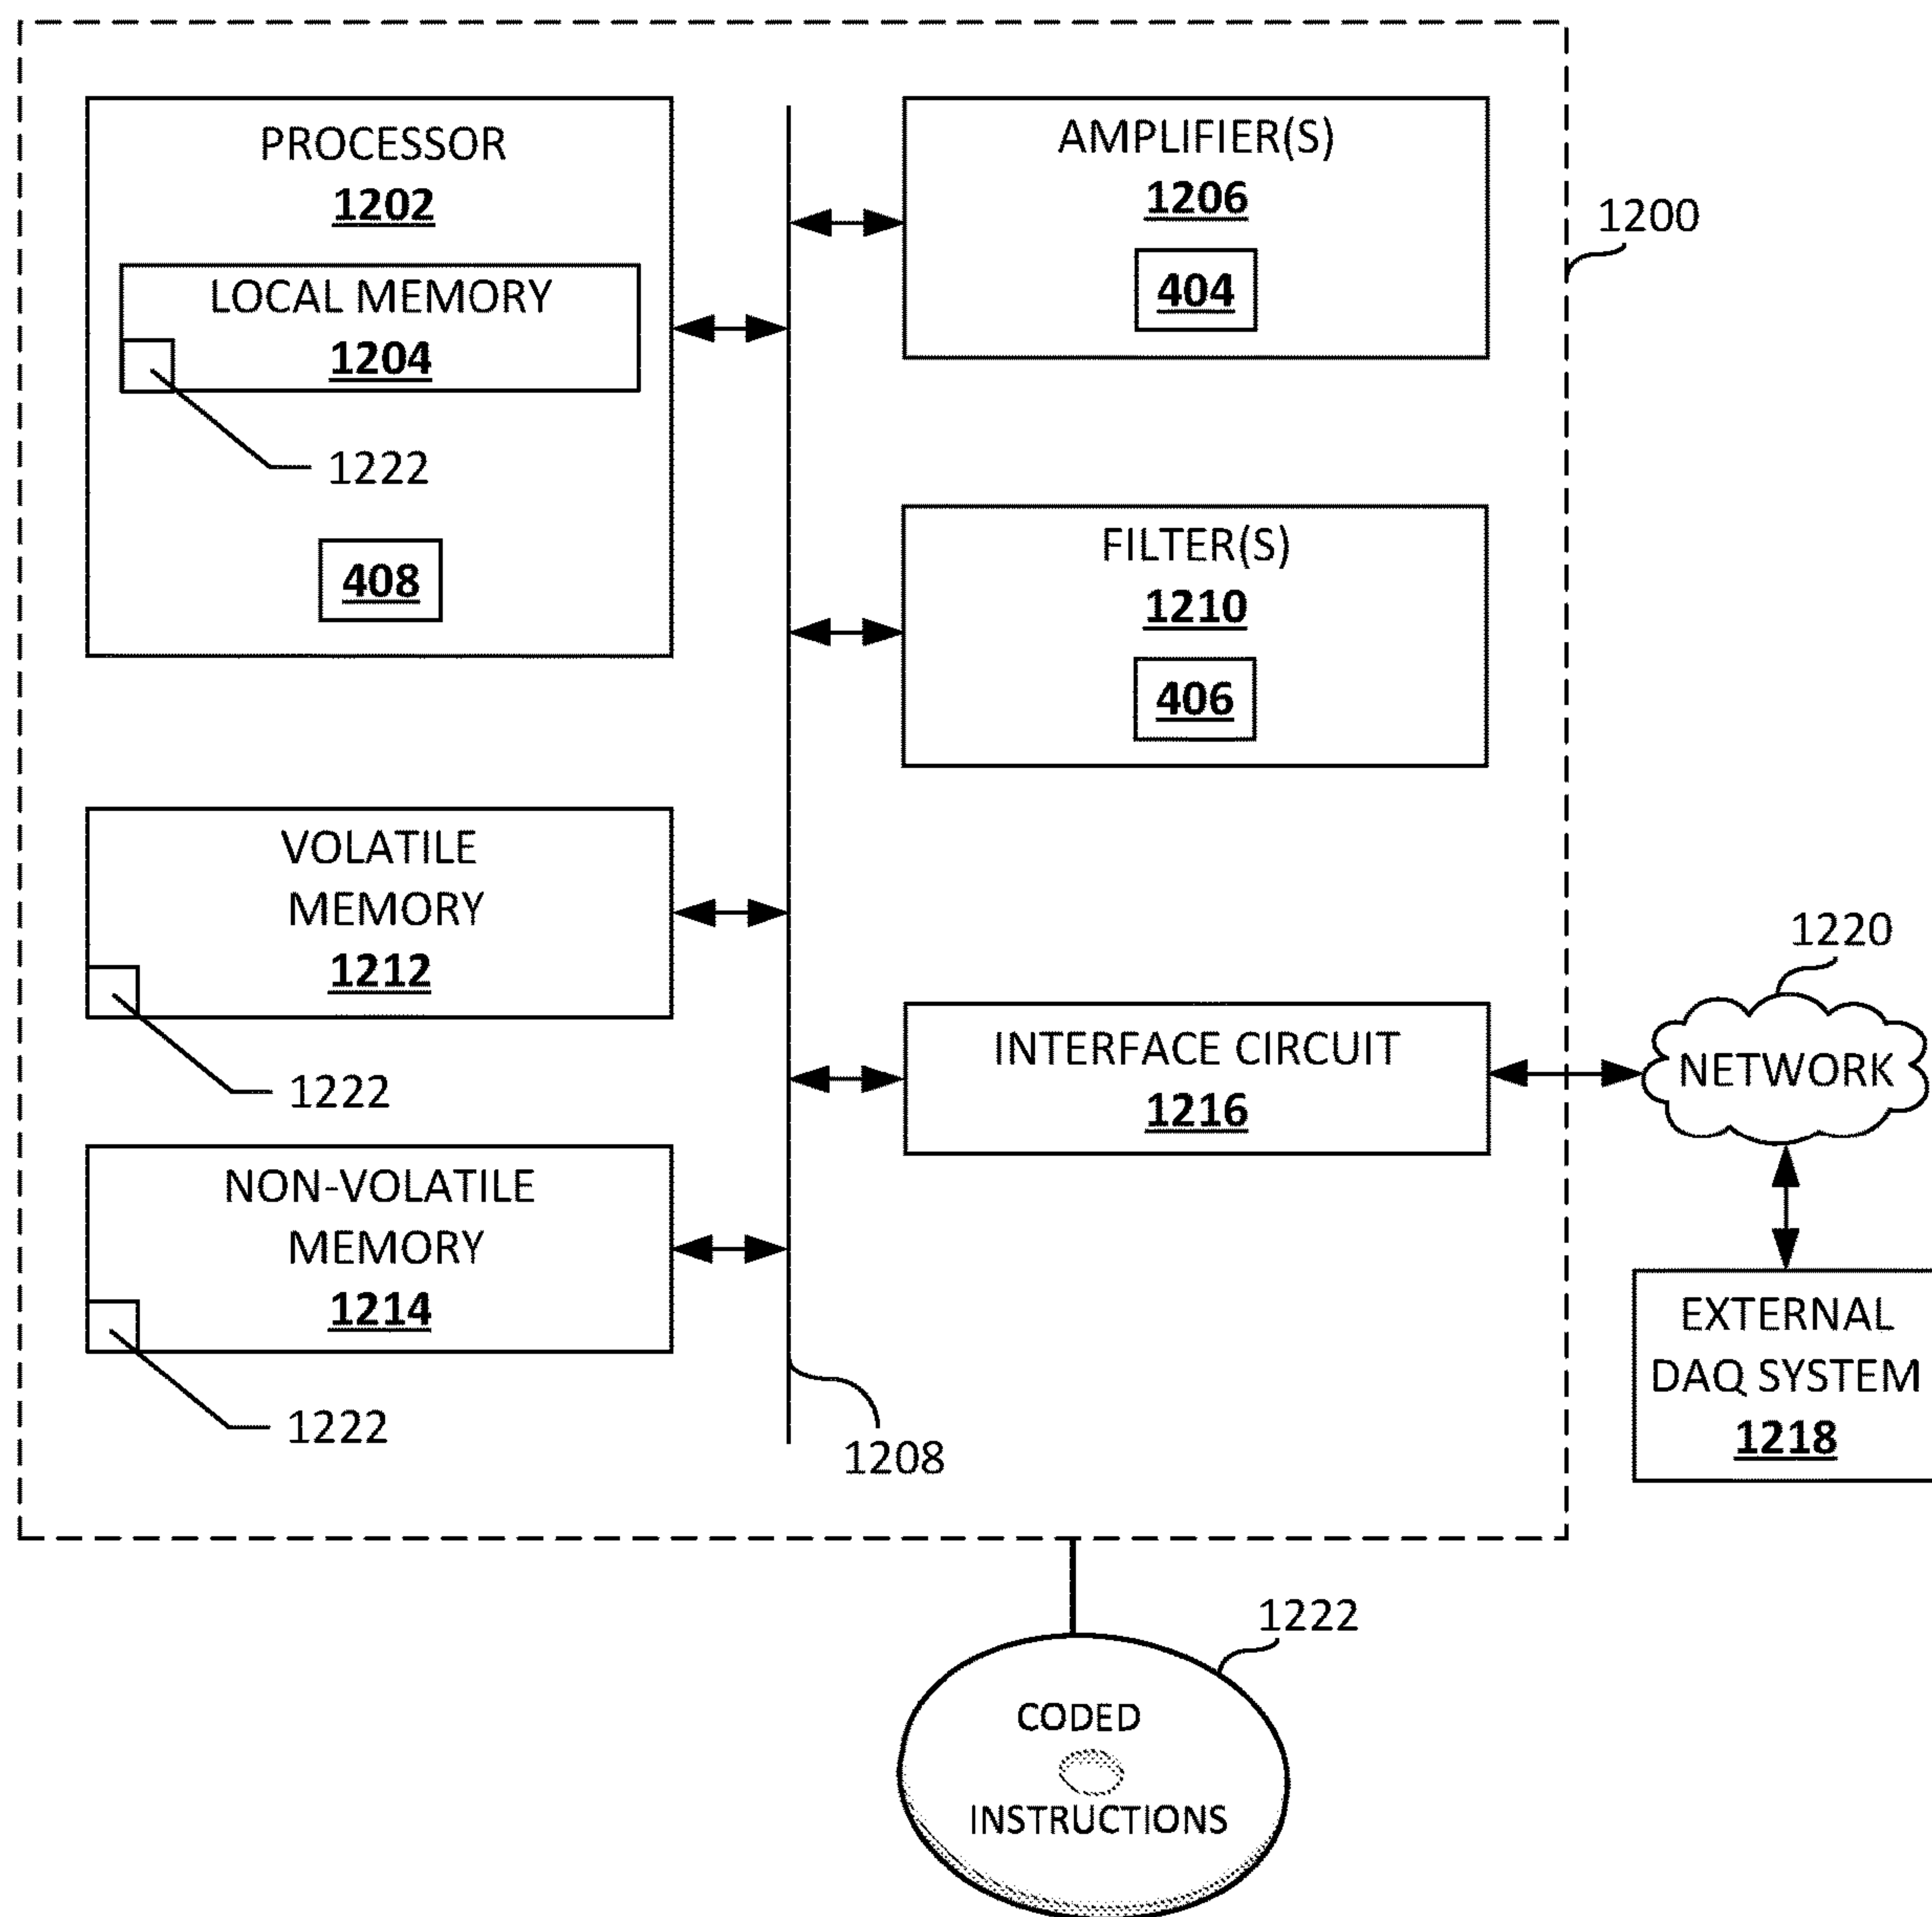 PROCESSOR
1202
LOCAL MEMORY
1204
1222
408
AMPLIFIER(S)
1206
404
1200
FILTER(S)
1210
406
VOLATILE
MEMORY
1212
1222
NON-VOLATILE
MEMORY
1214
1222
INTERFACE CIRCUIT
1216
1208
1220
NETWORK
EXTERNAL
DAQ SYSTEM
1218
1222
CODED
INSTRUCTIONS